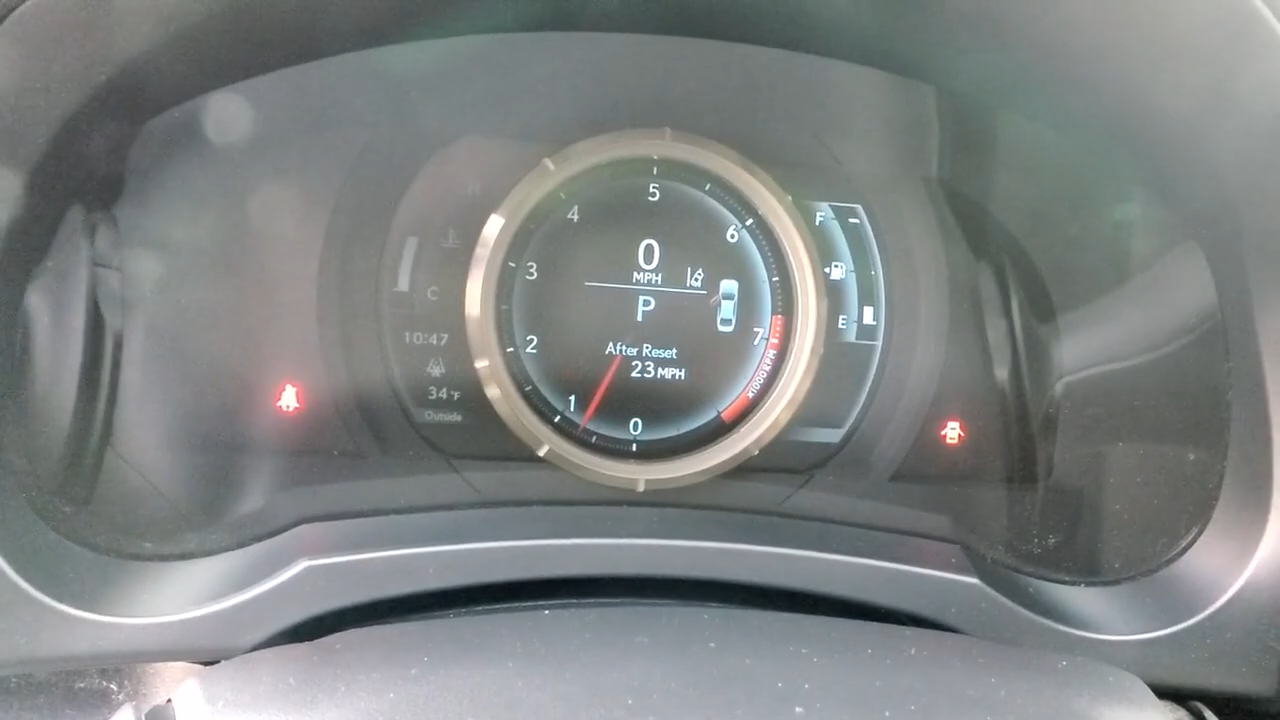 5
4
6
3
0
MPH
P
2
7
After Reset
23 MPH
1
0
x1000 RPM
H
C
10:47
34°F
Outside
F
E